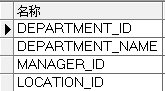 名称
DEPARTMENT_ID
DEPARTMENT_NAME
MANAGER_ID
LOCATION_ID